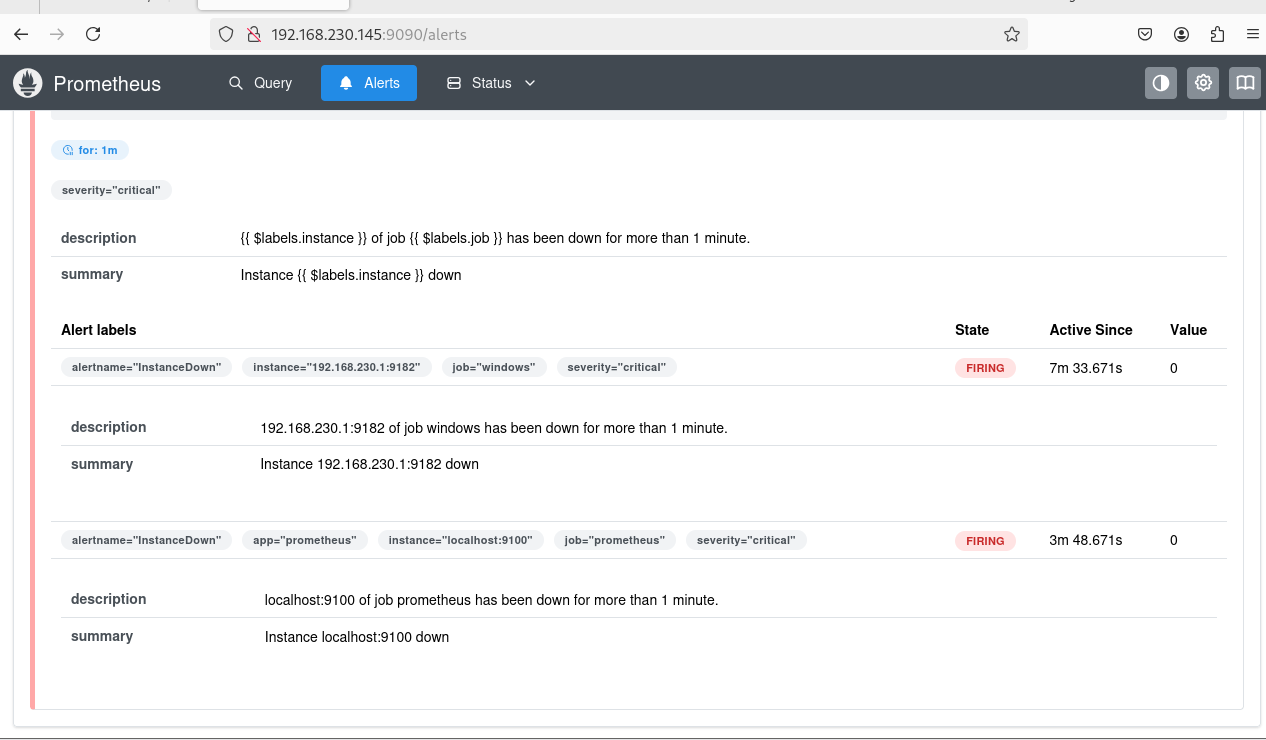 192.168.230.145:9090/alerts
Prometheus Query Alerts Status
for: 1m
severity="critical"
description {{ $labels.instance }} of job {{ $labels.job }} has been down for more than 1 minute.
summary Instance {{ $labels.instance }} down
Alert labels State Active Since Value
alertname="InstanceDown" instance="192.168.230.1:9182" job="windows" severity="critical" FIRING 7m 33.671s 0
description 192.168.230.1:9182 of job windows has been down for more than 1 minute.
summary Instance 192.168.230.1:9182 down
alertname="InstanceDown" app="prometheus" instance="localhost:9100" job="prometheus" severity="critical" FIRING 3m 48.671s 0
description localhost:9100 of job prometheus has been down for more than 1 minute.
summary Instance localhost:9100 down